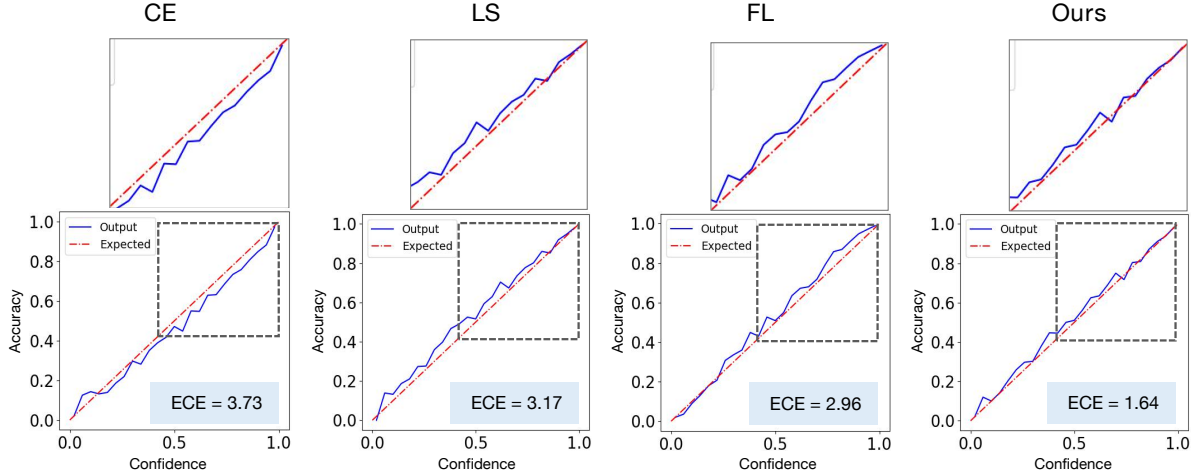 CE
LS
FL
Ours
Accuracy
1.0
0.8
0.6
0.4
0.2
0.0
Output
Expected
ECE = 3.73
0.0
0.5
1.0
Confidence
Accuracy
1.0
0.8
0.6
0.4
0.2
0.0
Output
Expected
ECE = 3.17
0.0
0.5
1.0
Confidence
Accuracy
1.0
0.8
0.6
0.4
0.2
0.0
Output
Expected
ECE = 2.96
0.0
0.5
1.0
Confidence
Accuracy
1.0
0.8
0.6
0.4
0.2
0.0
Output
Expected
ECE = 1.64
0.0
0.5
1.0
Confidence